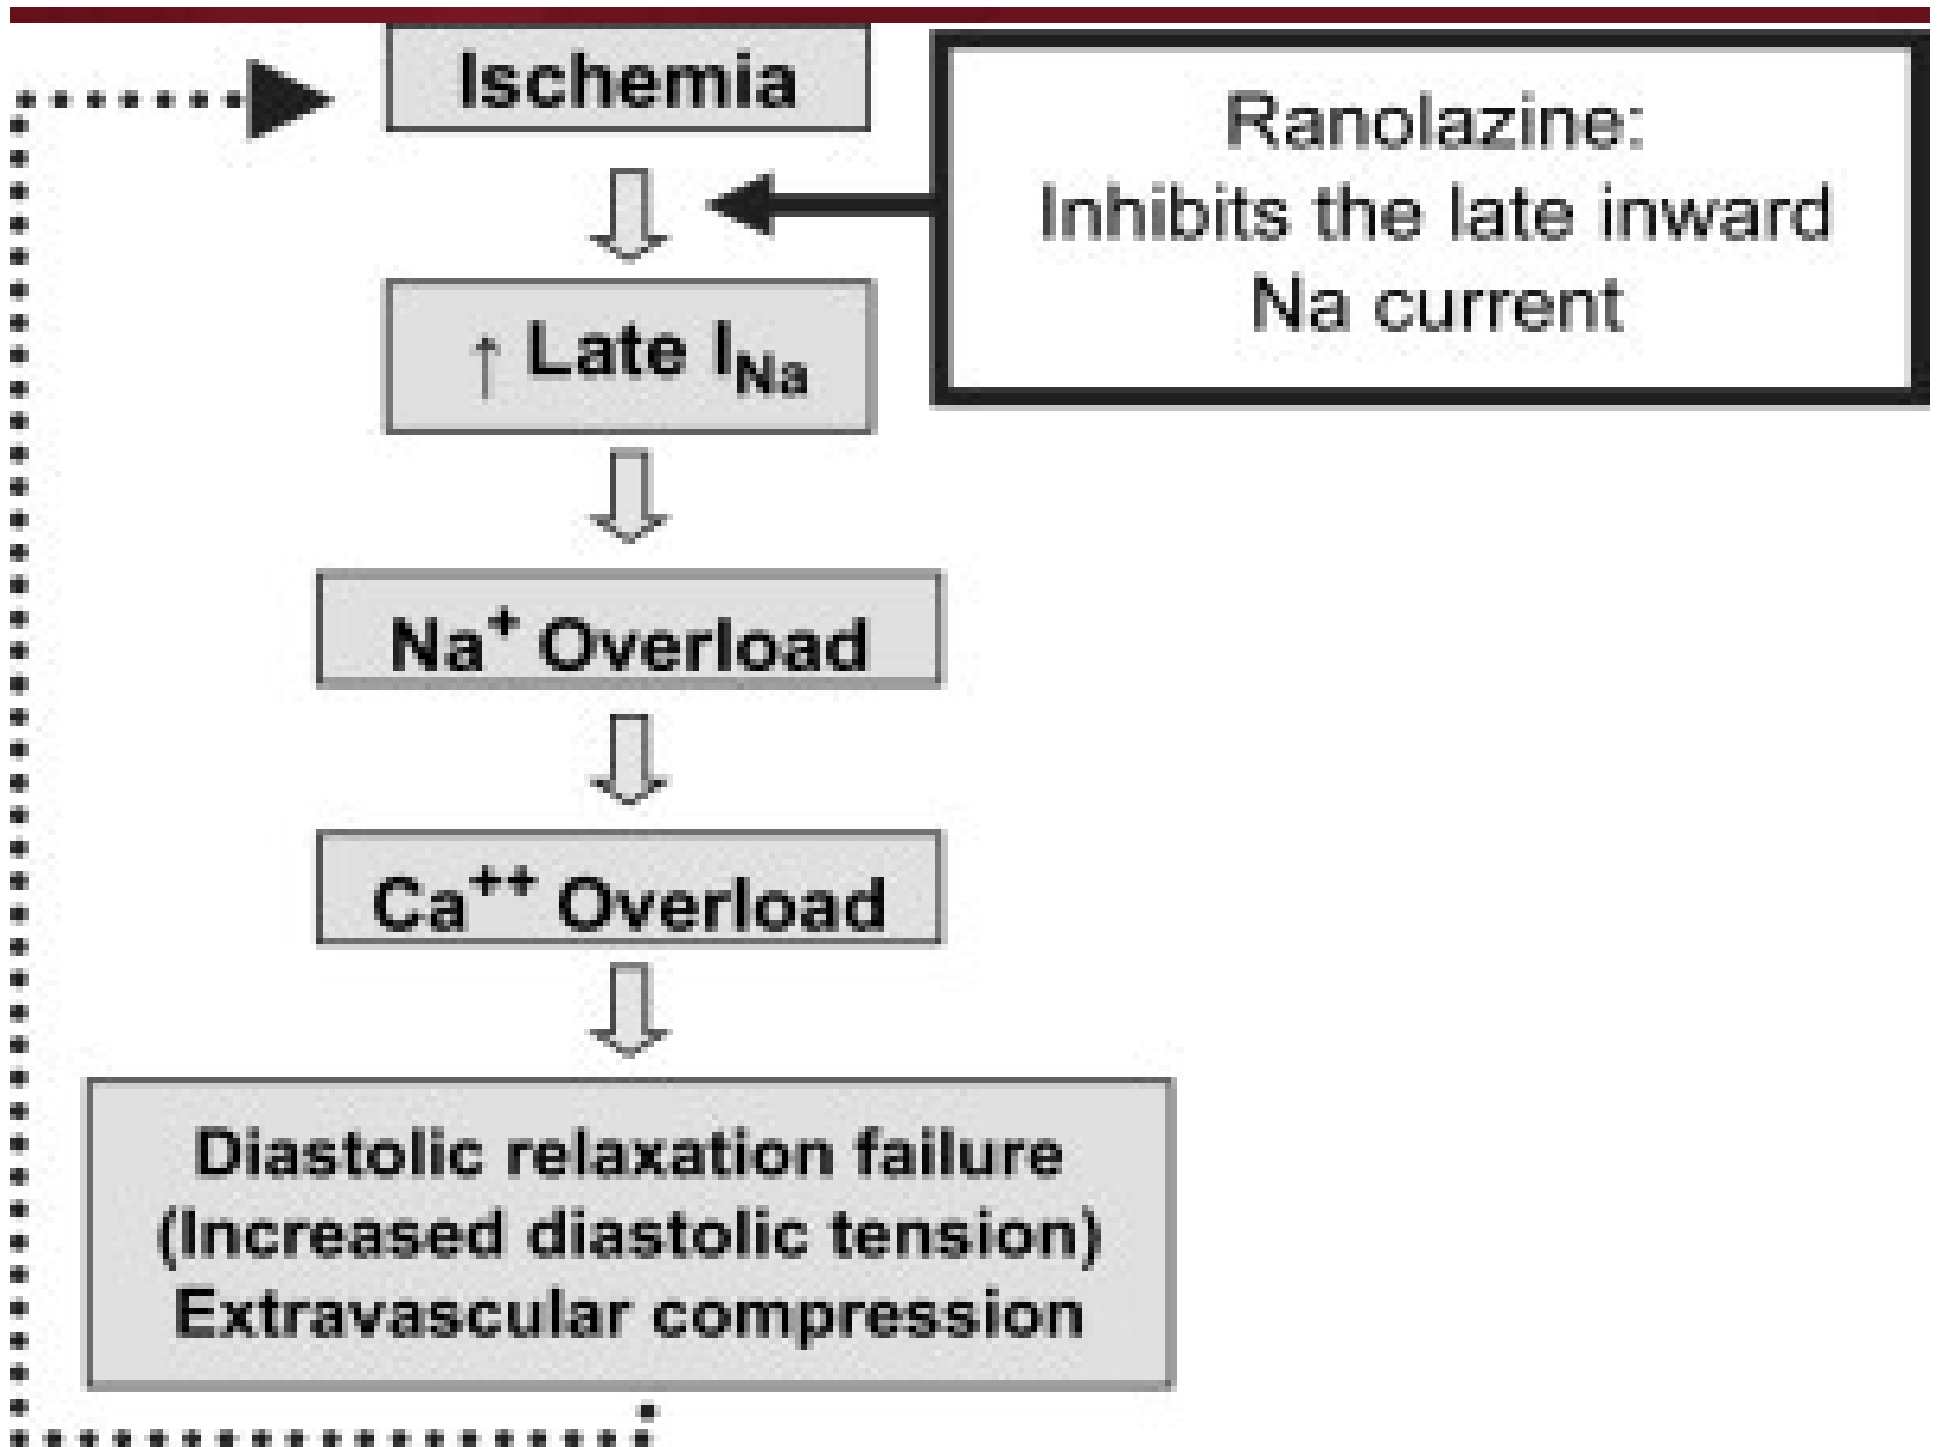 Ischemia
Ranolazine:
Inhibits the late inward
Na current
↑ Late I_Na
Na⁺ Overload
Ca⁺⁺ Overload
Diastolic relaxation failure
(Increased diastolic tension)
Extravascular compression